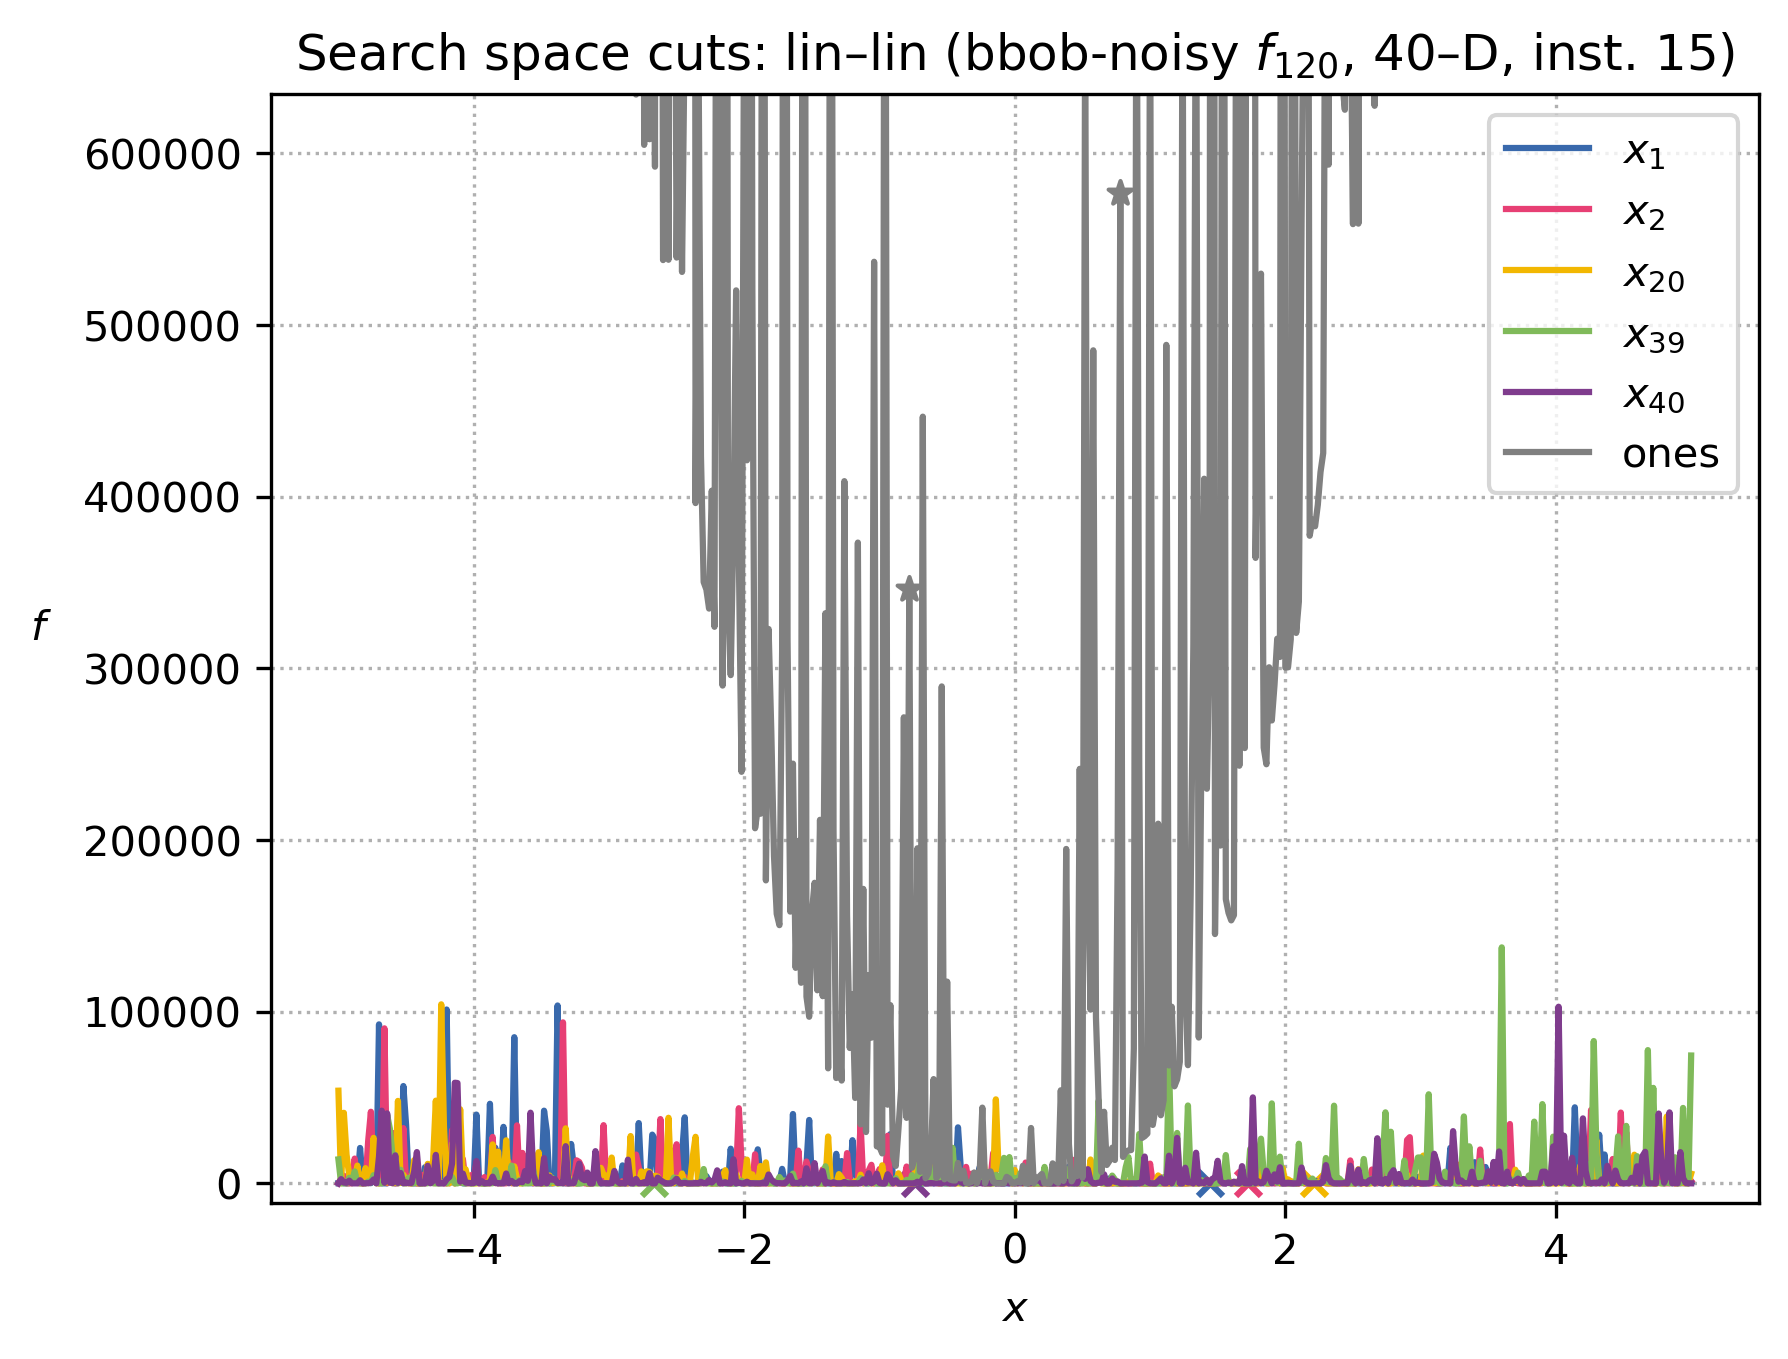 Search space cuts: lin–lin (bbob-noisy f₁₂₀, 40–D, inst. 15)
600000
500000
400000
300000
200000
100000
0
f
−4
−2
0
2
4
x
x₁
x₂
x₂₀
x₃₉
x₄₀
ones